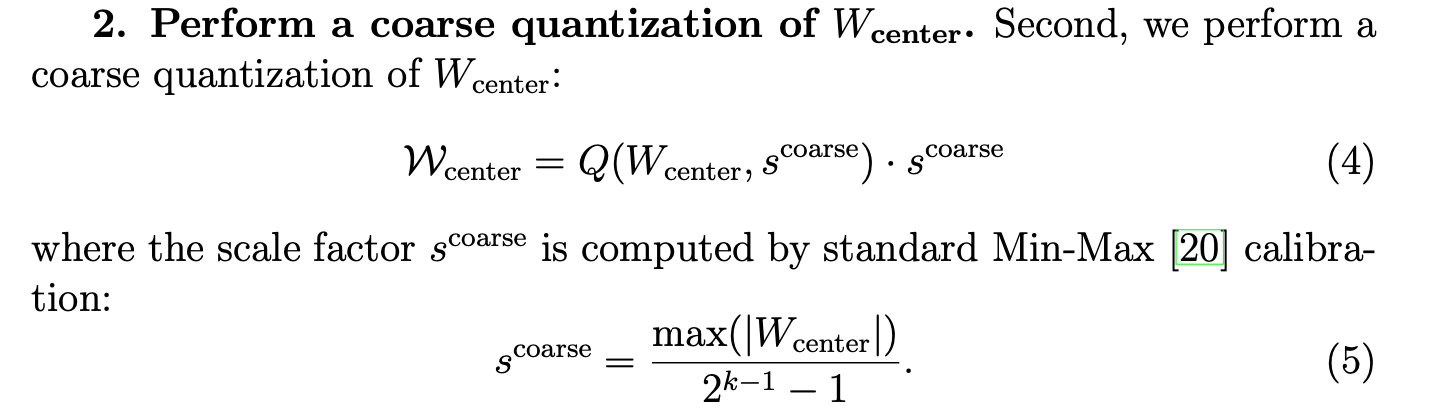 2. Perform a coarse quantization of W_center. Second, we perform a
coarse quantization of W_center:
𝒲_center = Q(W_center, s^coarse) · s^coarse (4)
where the scale factor s^coarse is computed by standard Min-Max [20] calibra-
tion:
s^coarse = max(|W_center|) / (2^{k−1} − 1). (5)